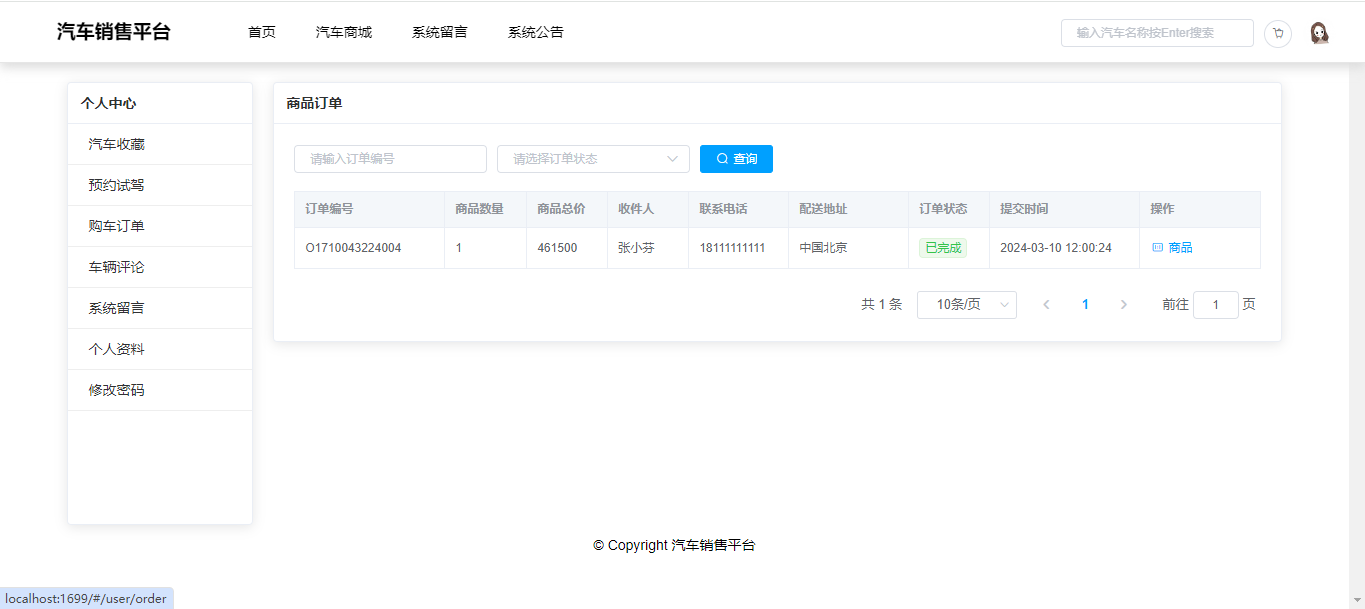 汽车销售平台 首页 汽车商城 系统留言 系统公告 输入汽车名称按Enter搜索
个人中心
汽车收藏
预约试驾
购车订单
车辆评论
系统留言
个人资料
修改密码
商品订单
请输入订单编号 请选择订单状态 查询
订单编号 商品数量 商品总价 收件人 联系电话 配送地址 订单状态 提交时间 操作
O1710043224004 1 461500 张小芬 18111111111 中国北京 已完成 2024-03-10 12:00:24 商品
共 1 条 10条/页 1 前往 1 页
© Copyright 汽车销售平台
localhost:1699/#/user/order